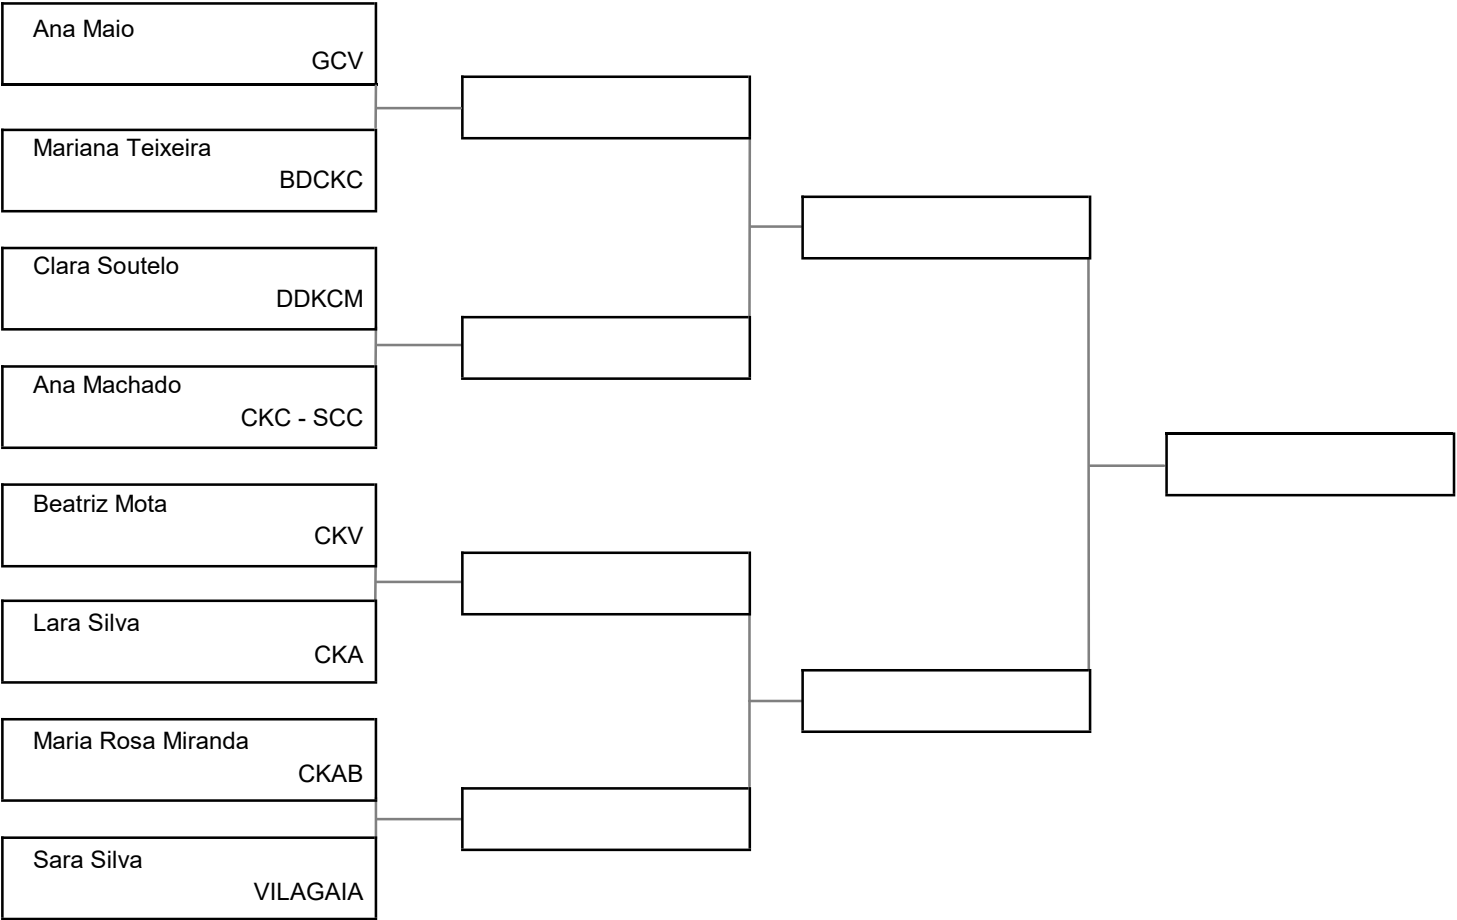 Ana Maio
GCV
Mariana Teixeira
BDCKC
Clara Soutelo
DDKCM
Ana Machado
CKC - SCC
Beatriz Mota
CKV
Lara Silva
CKA
Maria Rosa Miranda
CKAB
Sara Silva
VILAGAIA